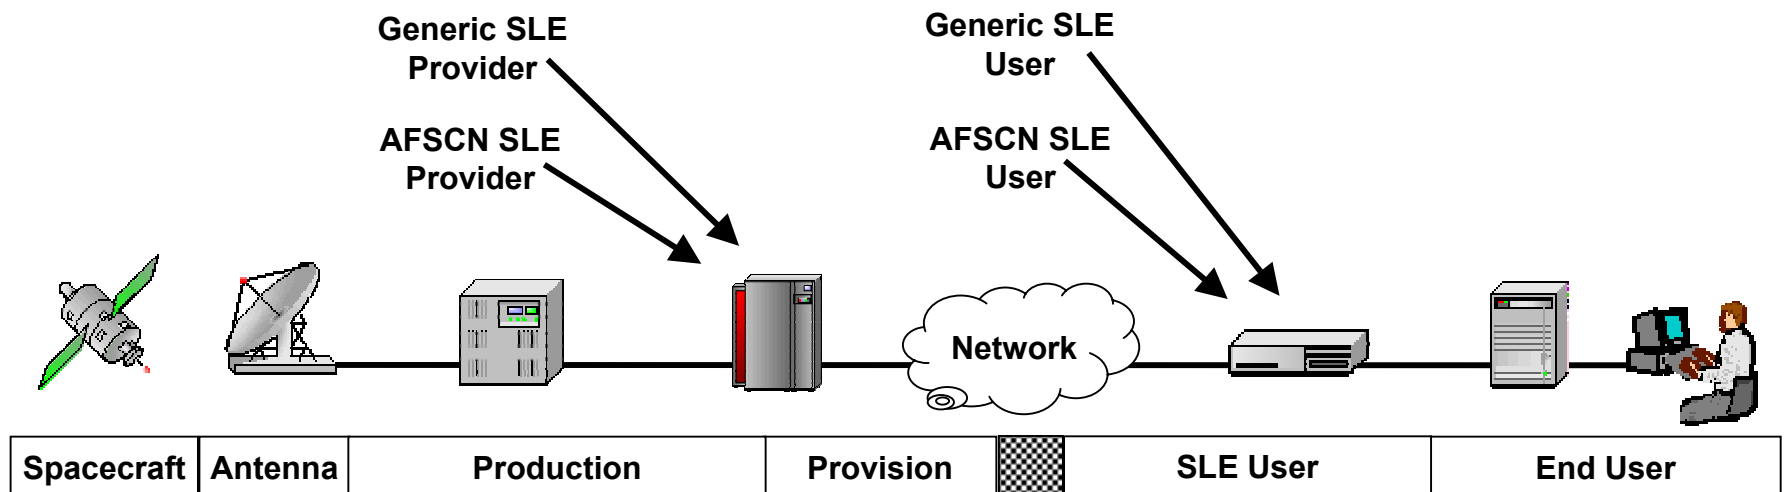 Generic SLE
Provider
Generic SLE
User
AFSCN SLE
Provider
AFSCN SLE
User
Network
Spacecraft
Antenna
Production
Provision
SLE User
End User